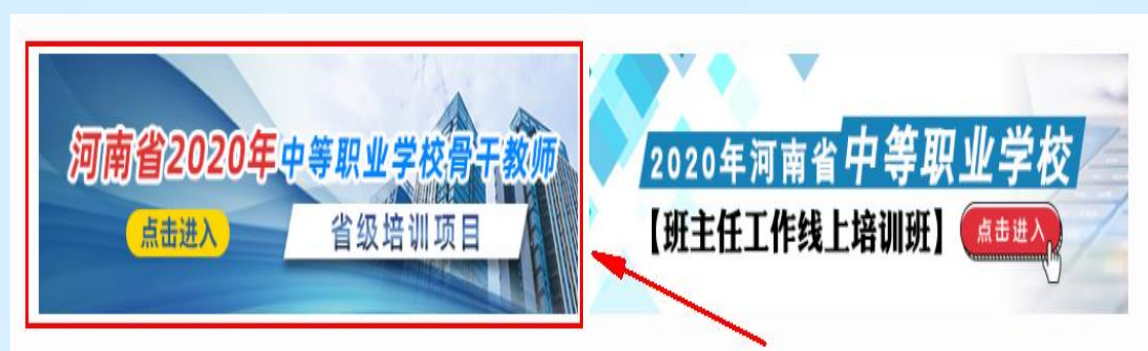 河南省2020年中等职业学校骨干教师
点击进入
省级培训项目
2020年河南省中等职业学校
【班主任工作线上培训班】
点击进入